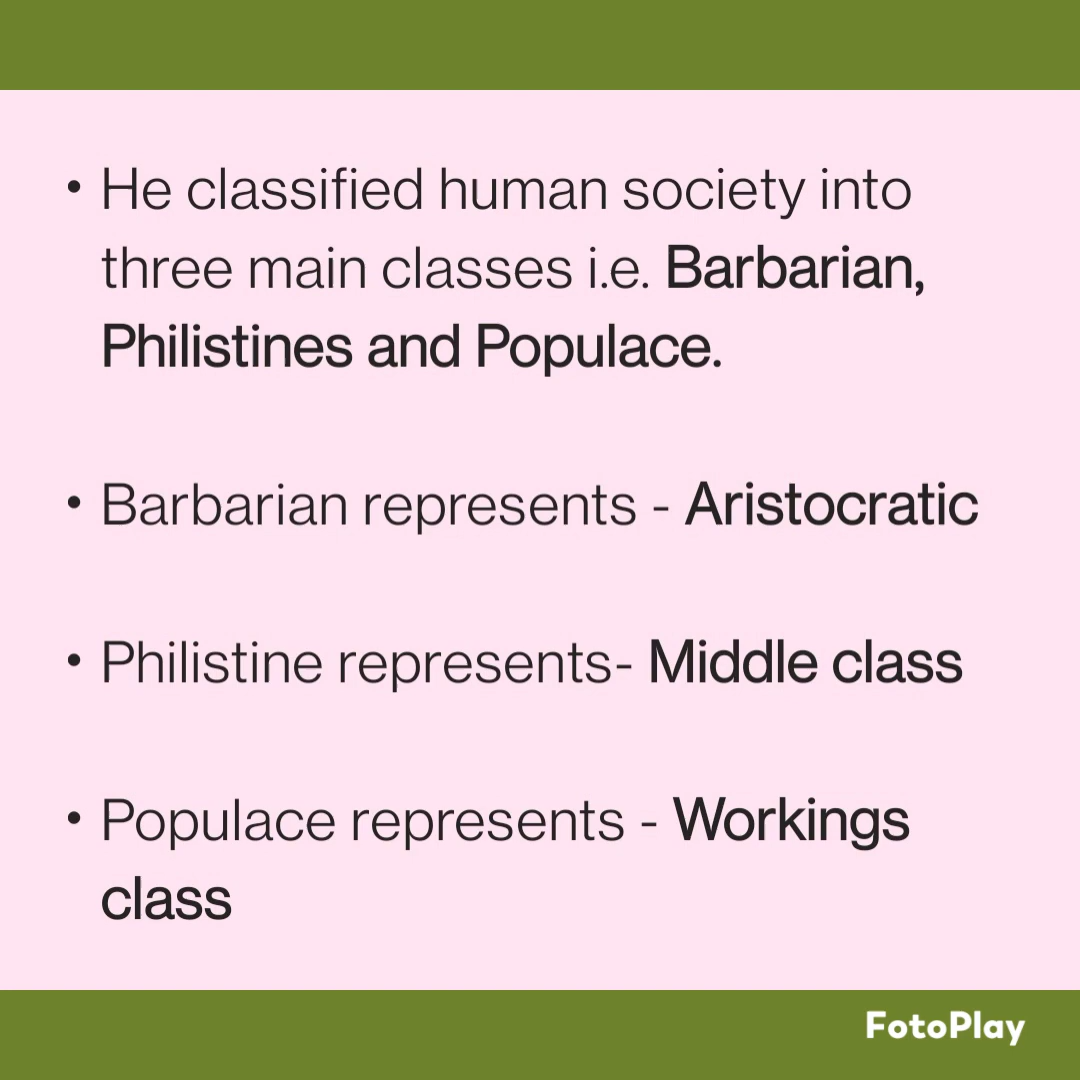 • He classified human society into
three main classes i.e. Barbarian,
Philistines and Populace.
• Barbarian represents - Aristocratic
• Philistine represents- Middle class
• Populace represents - Workings
class
FotoPlay